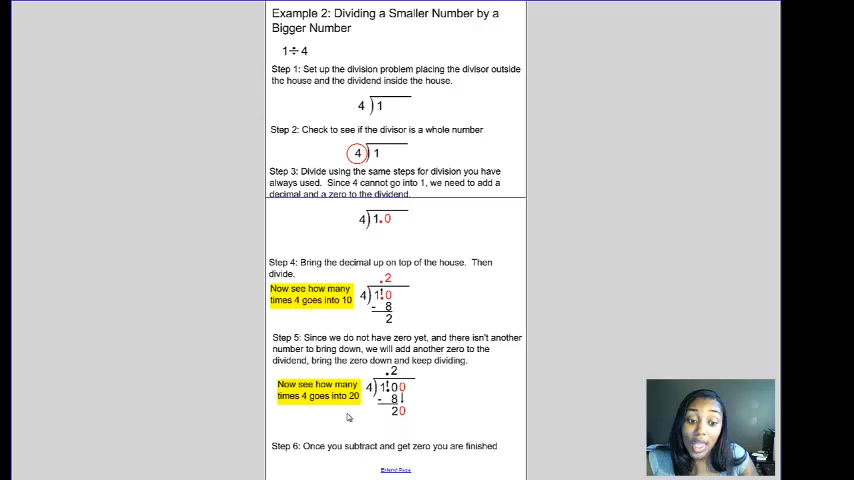 Example 2: Dividing a Smaller Number by a
Bigger Number
1÷4
Step 1: Set up the division problem placing the divisor outside
the house and the dividend inside the house.
4)1
Step 2: Check to see if the divisor is a whole number
4)1
Step 3: Divide using the same steps for division you have
always used. Since 4 cannot go into 1, we need to add a
decimal and a zero to the dividend.
4)1.0
Step 4: Bring the decimal up on top of the house. Then
divide.
.2
Now see how many
times 4 goes into 10
4)1.0
- 8
2
Step 5: Since we do not have zero yet, and there isn't another
number to bring down, we will add another zero to the
dividend, bring the zero down and keep dividing.
.2
Now see how many
times 4 goes into 20
4)1.00
- 8
20
Step 6: Once you subtract and get zero you are finished
Extend Page